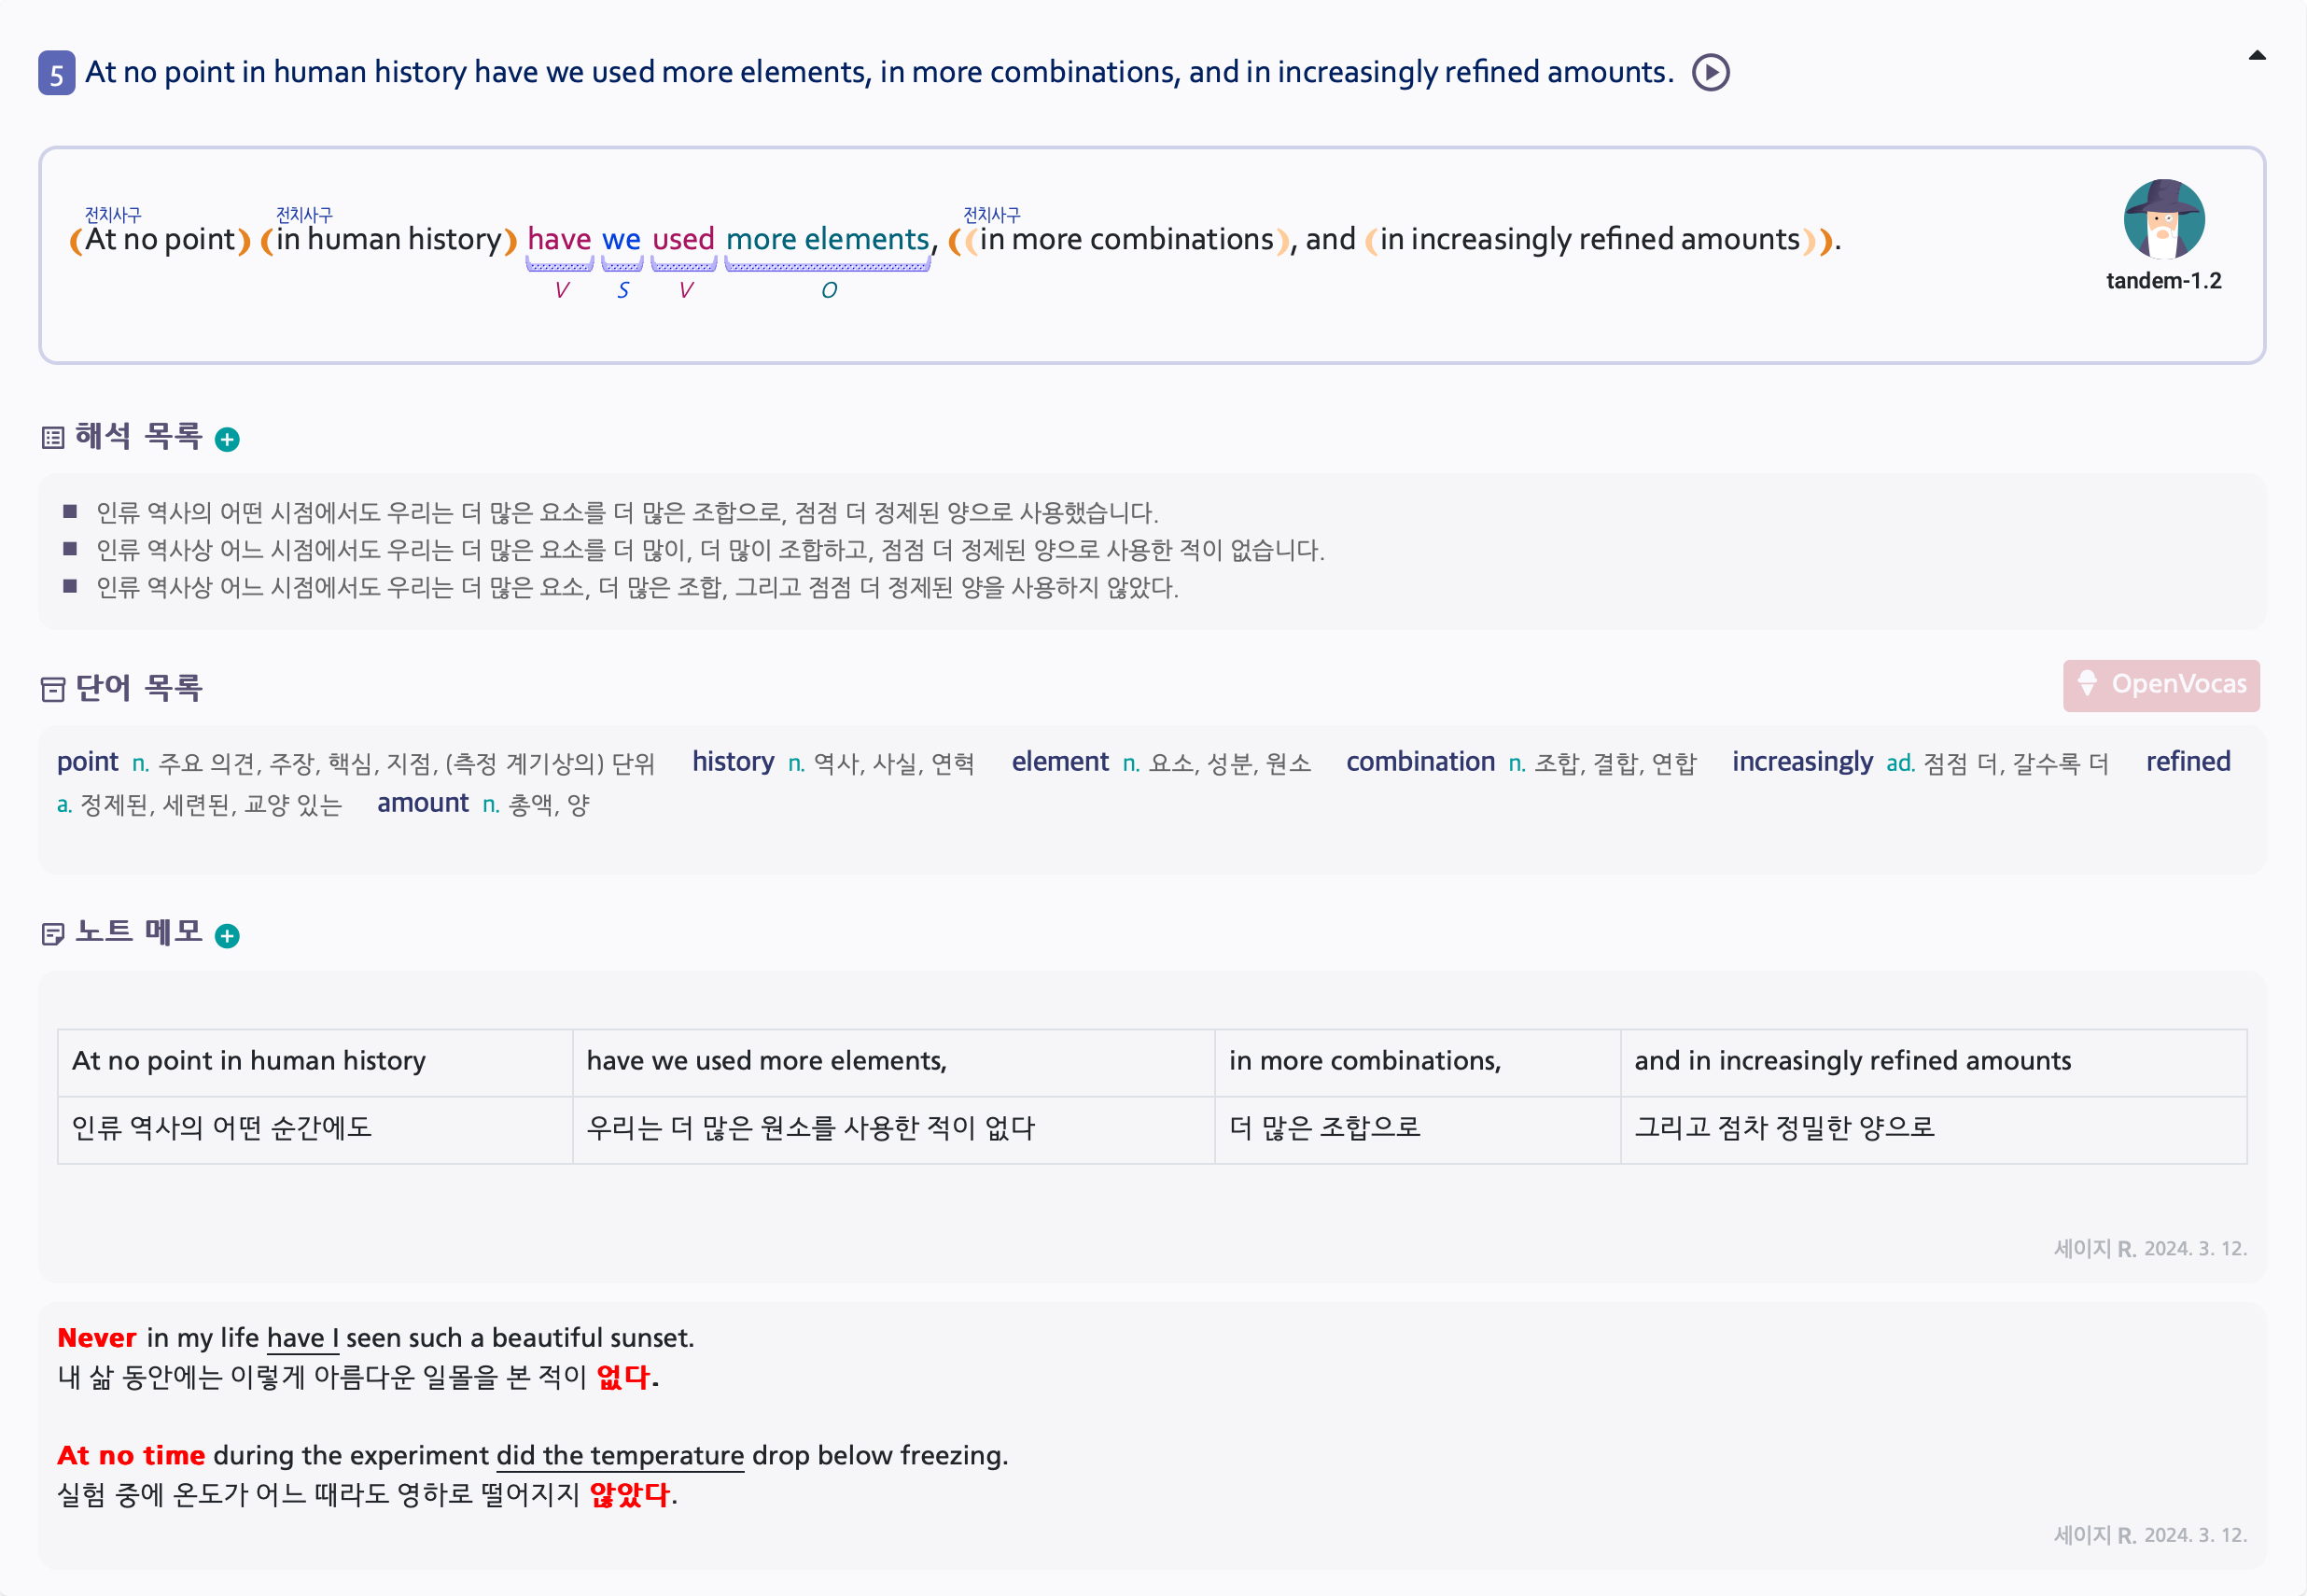 5 At no point in human history have we used more elements, in more combinations, and in increasingly refined amounts.
전치사구 전치사구 전치사구
(At no point) (in human history) have we used more elements, ((in more combinations), and (in increasingly refined amounts)).
V S V O
tandem-1.2
해석 목록
■ 인류 역사의 어떤 시점에서도 우리는 더 많은 요소를 더 많은 조합으로, 점점 더 정제된 양으로 사용했습니다.
■ 인류 역사상 어느 시점에서도 우리는 더 많은 요소를 더 많이, 더 많이 조합하고, 점점 더 정제된 양으로 사용한 적이 없습니다.
■ 인류 역사상 어느 시점에서도 우리는 더 많은 요소, 더 많은 조합, 그리고 점점 더 정제된 양을 사용하지 않았다.
단어 목록
OpenVocas
point n. 주요 의견, 주장, 핵심, 지점, (측정 계기상의) 단위 history n. 역사, 사실, 연혁 element n. 요소, 성분, 원소 combination n. 조합, 결합, 연합 increasingly ad. 점점 더, 갈수록 더 refined
a. 정제된, 세련된, 교양 있는 amount n. 총액, 양
노트 메모
At no point in human history have we used more elements, in more combinations, and in increasingly refined amounts
인류 역사의 어떤 순간에도 우리는 더 많은 원소를 사용한 적이 없다 더 많은 조합으로 그리고 점차 정밀한 양으로
세이지 R. 2024. 3. 12.
Never in my life have I seen such a beautiful sunset.
내 삶 동안에는 이렇게 아름다운 일몰을 본 적이 없다.
At no time during the experiment did the temperature drop below freezing.
실험 중에 온도가 어느 때라도 영하로 떨어지지 않았다.
세이지 R. 2024. 3. 12.